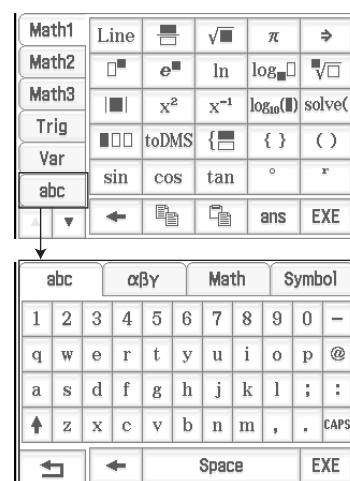 Math1 Line √■ π ⇒
Math2 □■ e■ ln log■□ ■√□
Math3 |■| x² x⁻¹ log₁₀(■) solve(
Trig ■□□ toDMS { } ( )
Var sin cos tan ° r
abc ans EXE
abc αβγ Math Symbol
1 2 3 4 5 6 7 8 9 0 −
q w e r t y u i o p @
a s d f g h j k l ; :
z x c v b n m , . CAPS
Space EXE